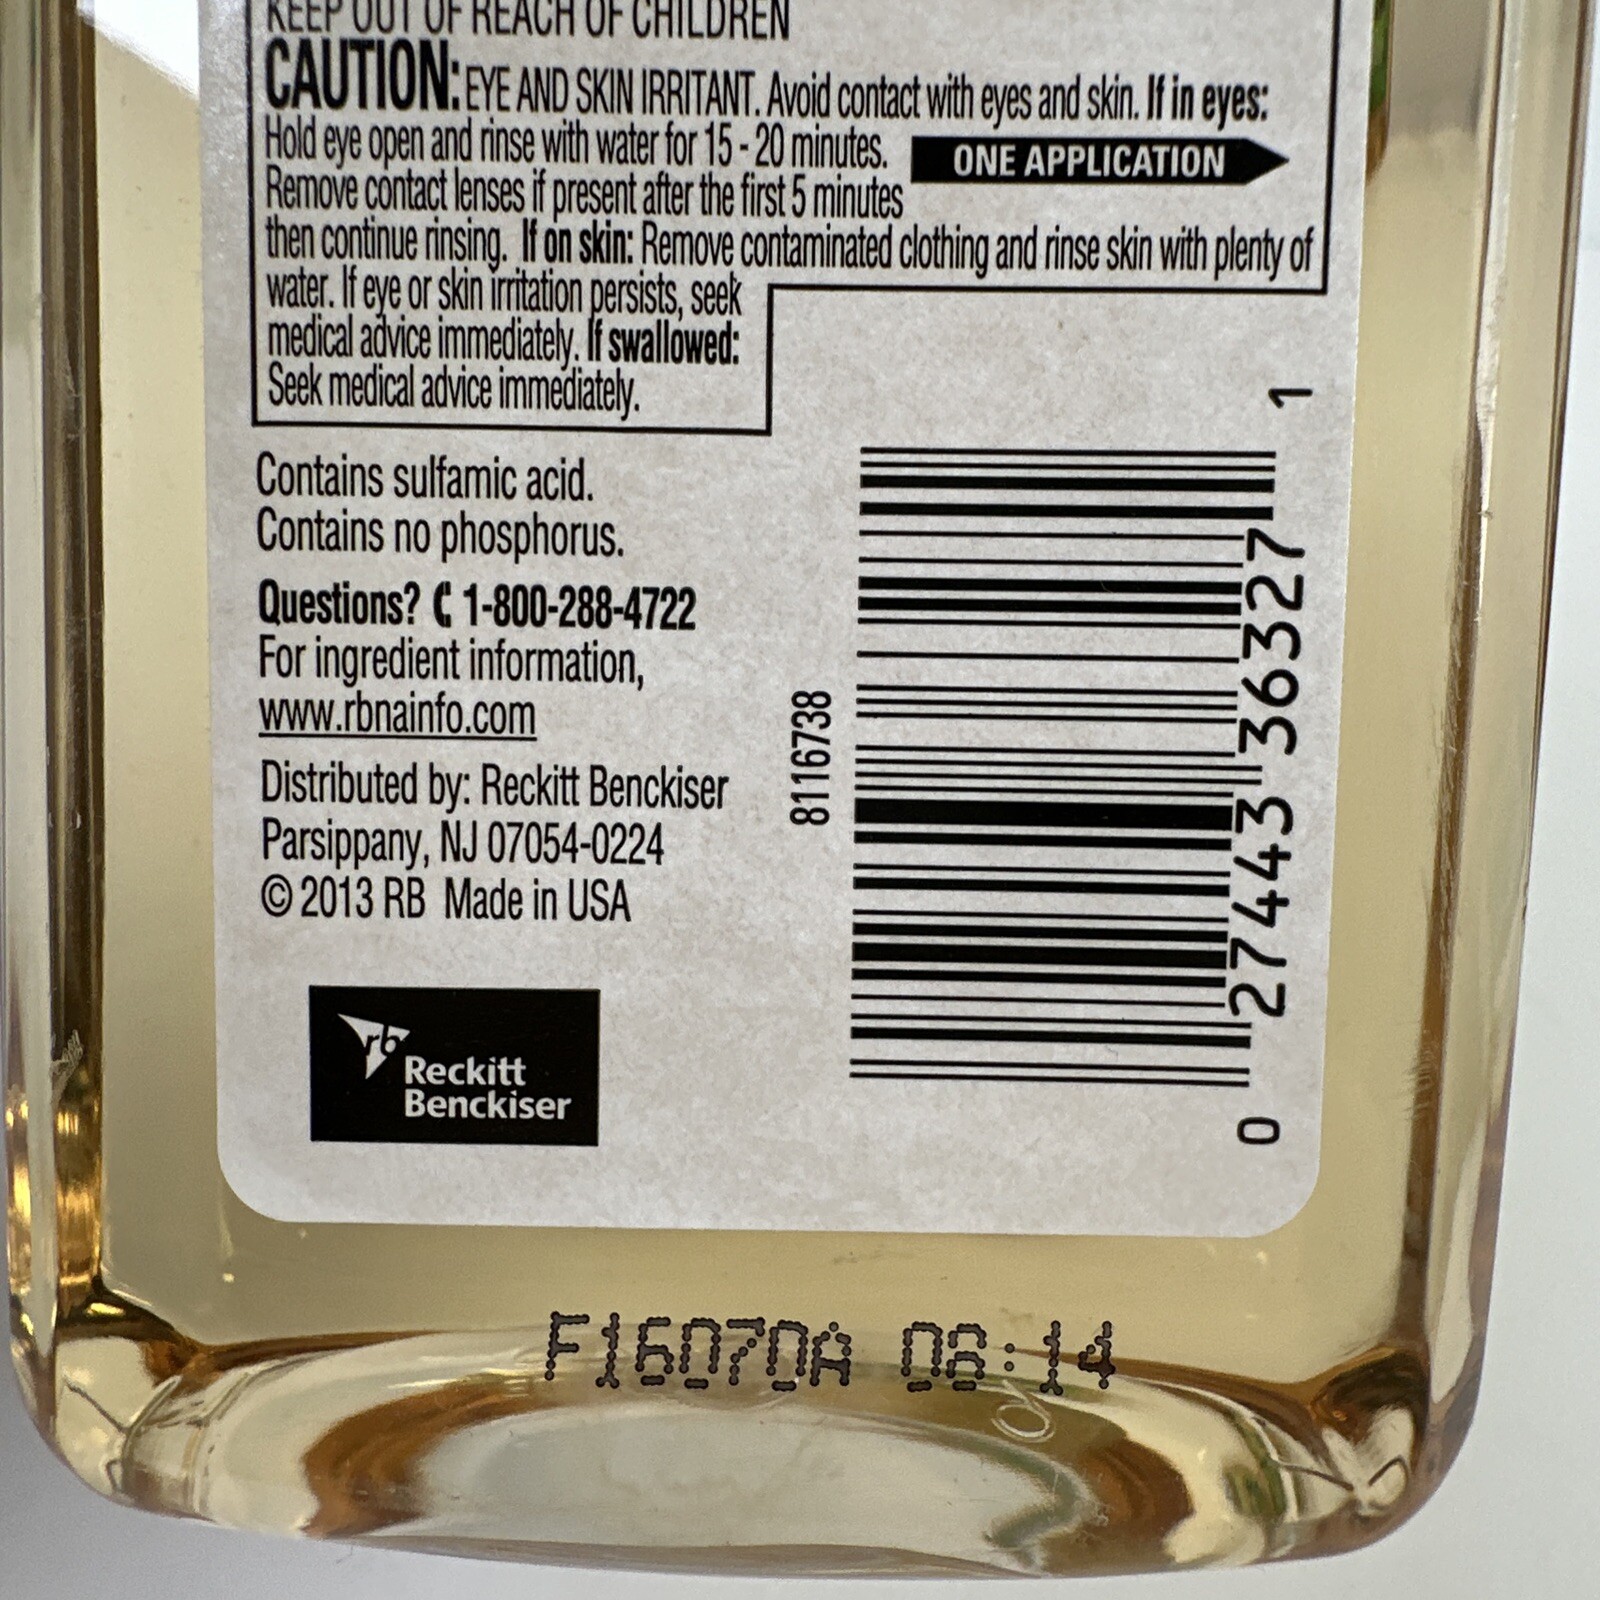 KEEP OUT OF REACH OF CHILDREN
CAUTION: EYE AND SKIN IRRITANT. Avoid contact with eyes and skin. If in eyes:
Hold eye open and rinse with water for 15 - 20 minutes.
ONE APPLICATION
Remove contact lenses if present after the first 5 minutes
then continue rinsing. If on skin: Remove contaminated clothing and rinse skin with plenty of
water. If eye or skin irritation persists, seek
medical advice immediately. If swallowed:
Seek medical advice immediately.
Contains sulfamic acid.
Contains no phosphorus.
Questions? 1-800-288-4722
For ingredient information,
www.rbnainfo.com
Distributed by: Reckitt Benckiser
Parsippany, NJ 07054-0224
© 2013 RB Made in USA
rb
Reckitt
Benckiser
8116738
0 27443 36327 1
F16070A 06:14